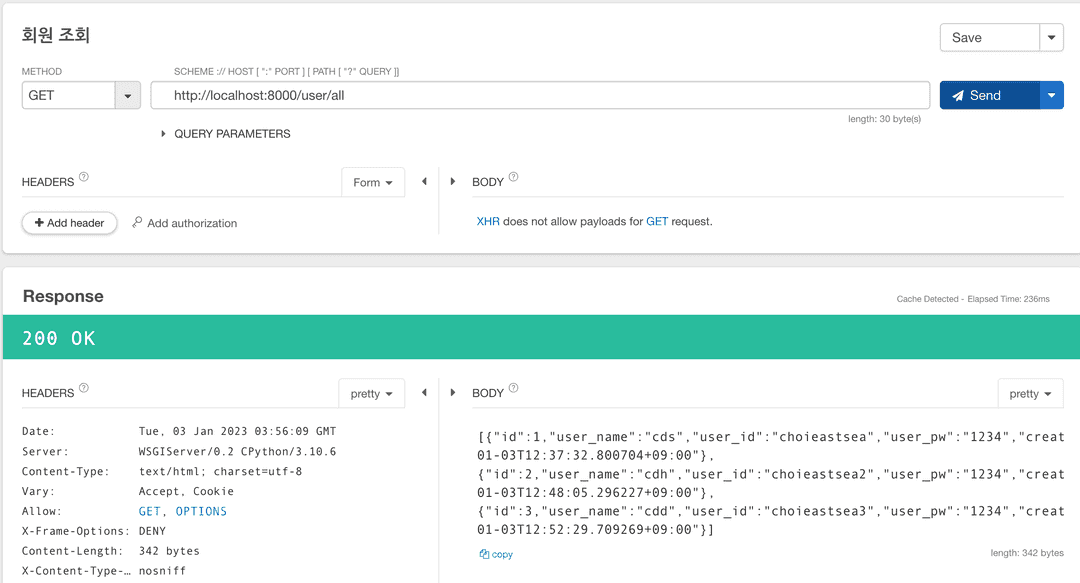 회원 조회
Save
METHOD
SCHEME :// HOST [ ":" PORT ] [ PATH [ "?" QUERY ]]
GET
http://localhost:8000/user/all
Send
length: 30 byte(s)
QUERY PARAMETERS
HEADERS ?
Form
BODY ?
+ Add header
Add authorization
XHR does not allow payloads for GET request.
Response
Cache Detected - Elapsed Time: 236ms
200 OK
HEADERS ?
pretty
BODY ?
pretty
Date: Tue, 03 Jan 2023 03:56:09 GMT
Server: WSGIServer/0.2 CPython/3.10.6
Content-Type: text/html; charset=utf-8
Vary: Accept, Cookie
Allow: GET, OPTIONS
X-Frame-Options: DENY
Content-Length: 342 bytes
X-Content-Type-… nosniff
[{"id":1,"user_name":"cds","user_id":"choieastsea","user_pw":"1234","creat
01-03T12:37:32.800704+09:00"},
{"id":2,"user_name":"cdh","user_id":"choieastsea2","user_pw":"1234","creat
01-03T12:48:05.296227+09:00"},
{"id":3,"user_name":"cdd","user_id":"choieastsea3","user_pw":"1234","creat
01-03T12:52:29.709269+09:00"}]
copy
length: 342 bytes